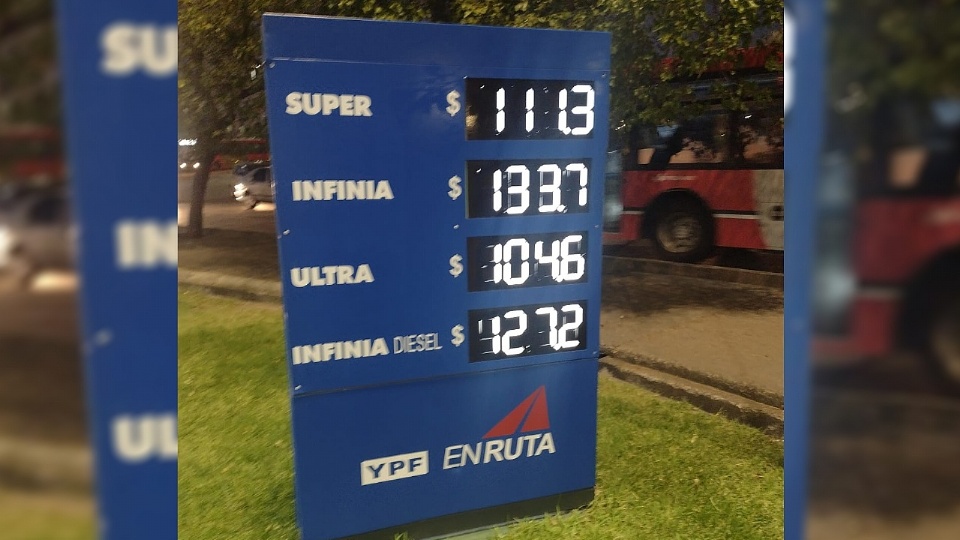 SUPER $ 111.3
INFINIA $ 133.7
ULTRA $ 104.6
INFINIA DIESEL $ 127.2
YPF EN RUTA